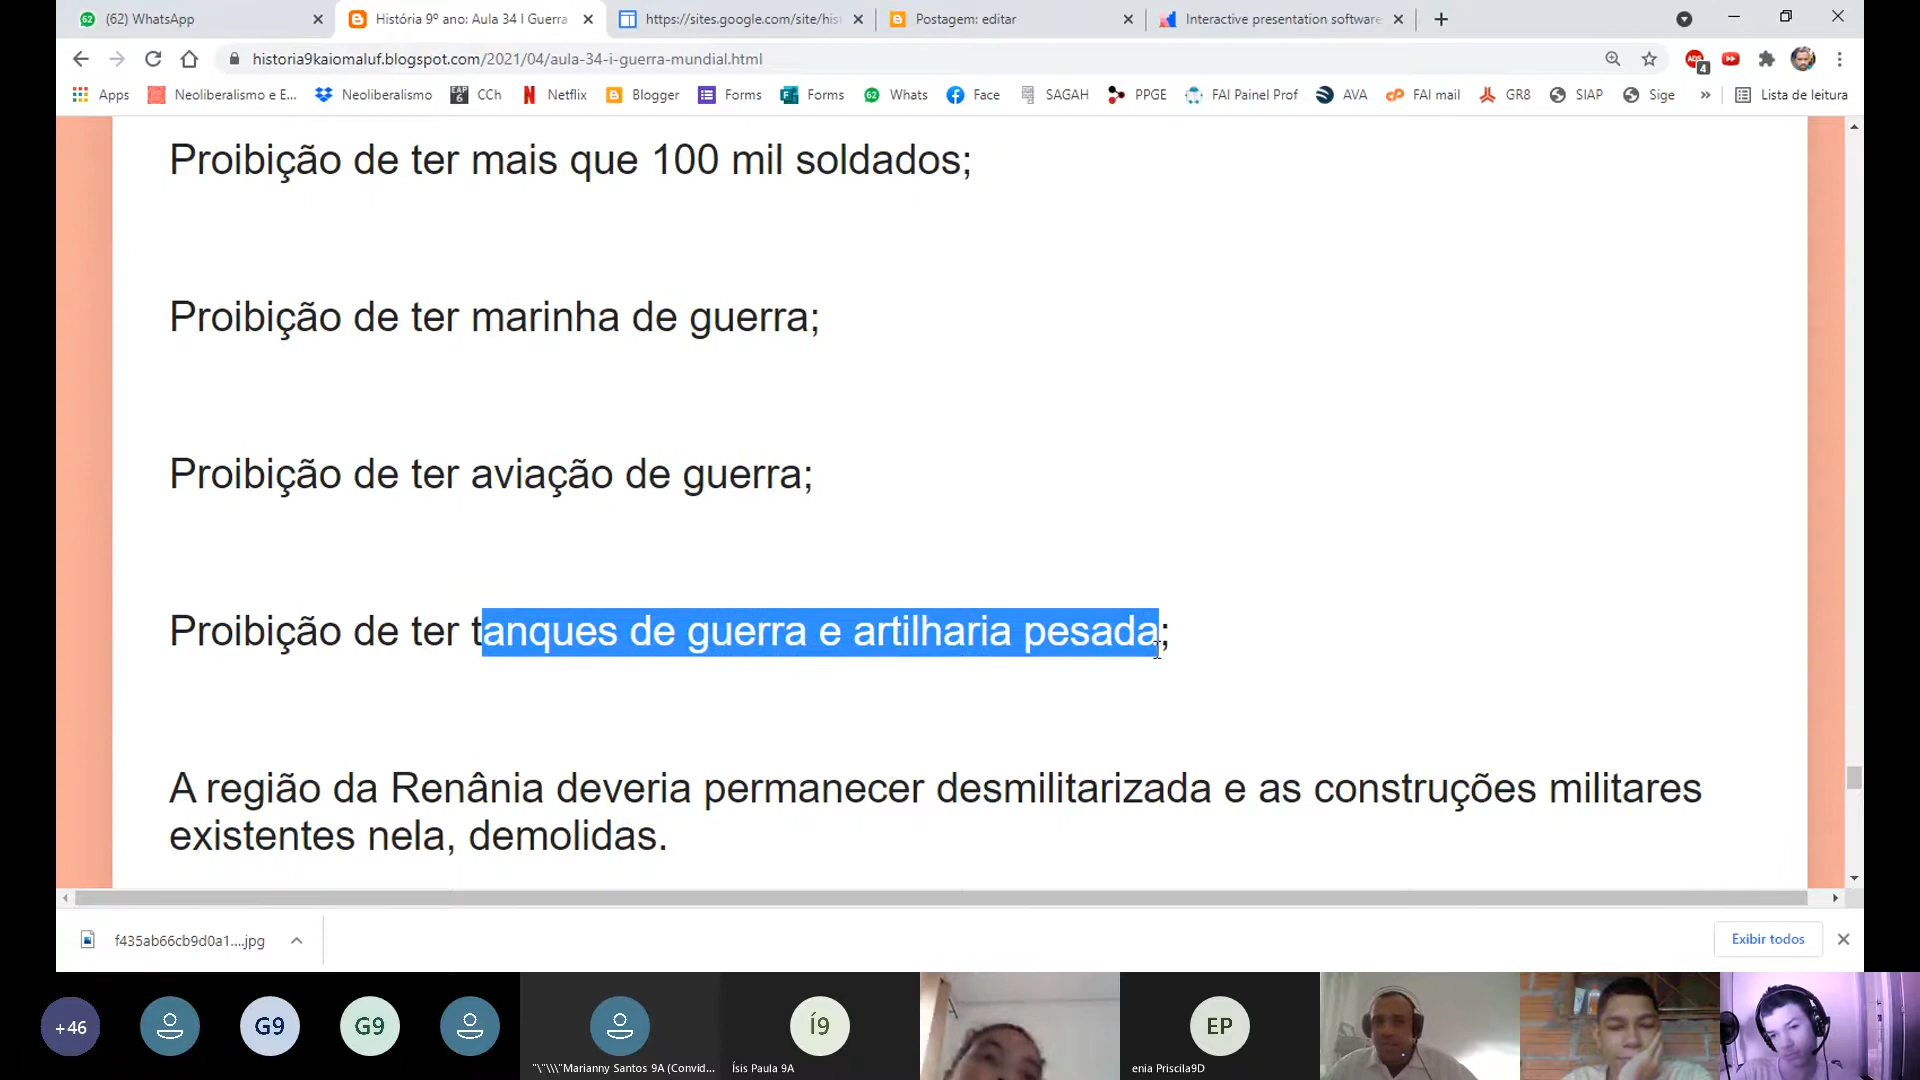 (62) WhatsApp
História 9º ano: Aula 34 I Guerra
https://sites.google.com/site/his
Postagem: editar
Interactive presentation software
historia9kaiomaluf.blogspot.com/2021/04/aula-34-i-guerra-mundial.html
4
Apps
Neoliberalismo e E...
Neoliberalismo
EAP 6
CCh
Netflix
Blogger
Forms
Forms
62
Whats
Face
SAGAH
PPGE
FAI Painel Prof
AVA
FAI mail
GR8
SIAP
Sige
»
Lista de leitura
Proibição de ter mais que 100 mil soldados;
Proibição de ter marinha de guerra;
Proibição de ter aviação de guerra;
Proibição de ter tanques de guerra e artilharia pesada;
A região da Renânia deveria permanecer desmilitarizada e as construções militares
existentes nela, demolidas.
f435ab66cb9d0a1....jpg
Exibir todos
+46
G9
G9
Í9
EP
"\"\\\"Marianny Santos 9A (Convid...
Ísis Paula 9A
enia Priscila9D